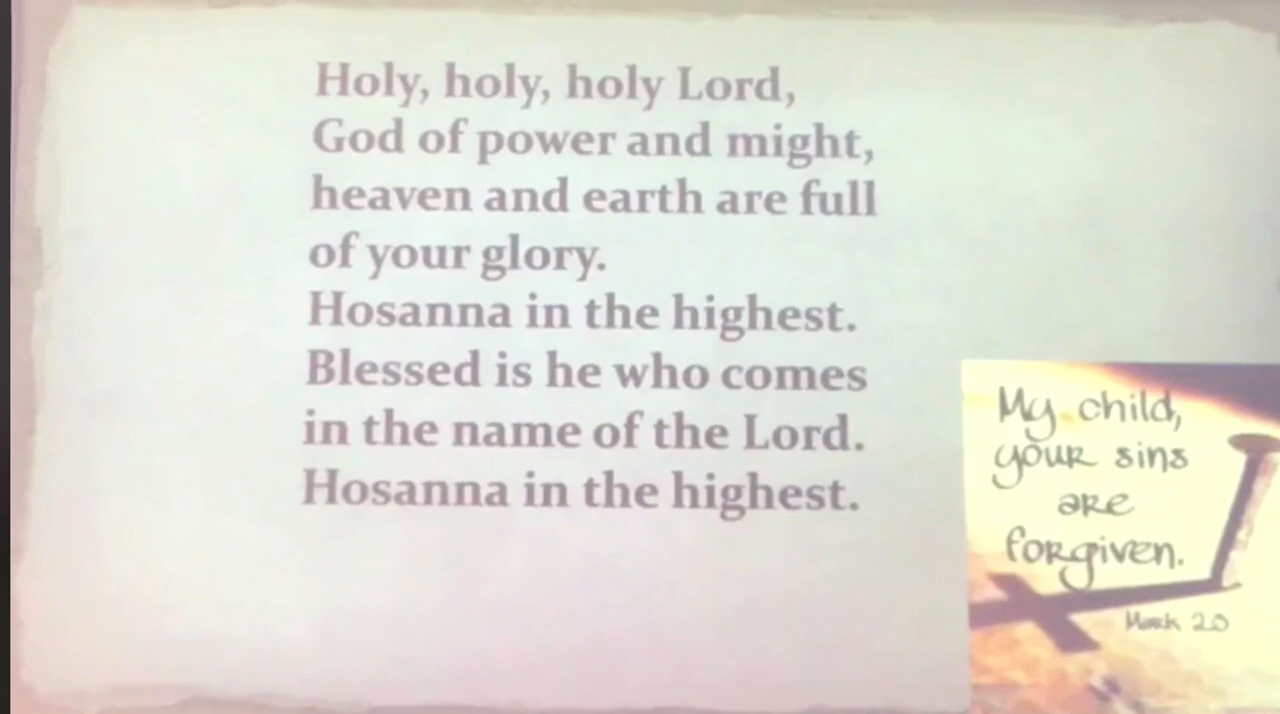 Holy, holy, holy Lord,
God of power and might,
heaven and earth are full
of your glory.
Hosanna in the highest.
Blessed is he who comes
in the name of the Lord.
Hosanna in the highest.
My child,
your sins
are
forgiven.
Mark